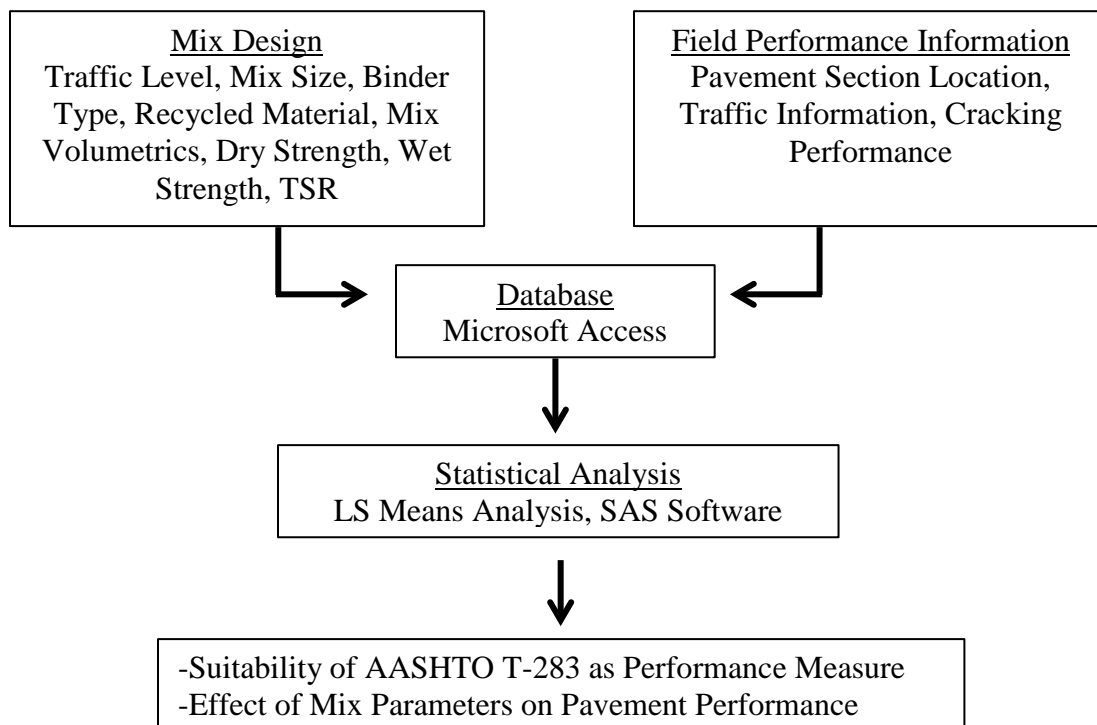 Mix Design
Traffic Level, Mix Size, Binder
Type, Recycled Material, Mix
Volumetrics, Dry Strength, Wet
Strength, TSR
Field Performance Information
Pavement Section Location,
Traffic Information, Cracking
Performance
Database
Microsoft Access
Statistical Analysis
LS Means Analysis, SAS Software
-Suitability of AASHTO T-283 as Performance Measure
-Effect of Mix Parameters on Pavement Performance